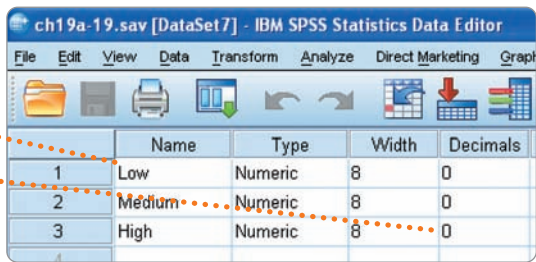 ch19a-19.sav [DataSet7] - IBM SPSS Statistics Data Editor
File Edit View Data Transform Analyze Direct Marketing
Name Type Width Decimals
1 Low Numeric 8 0
2 Medium Numeric 8 0
3 High Numeric 8 0